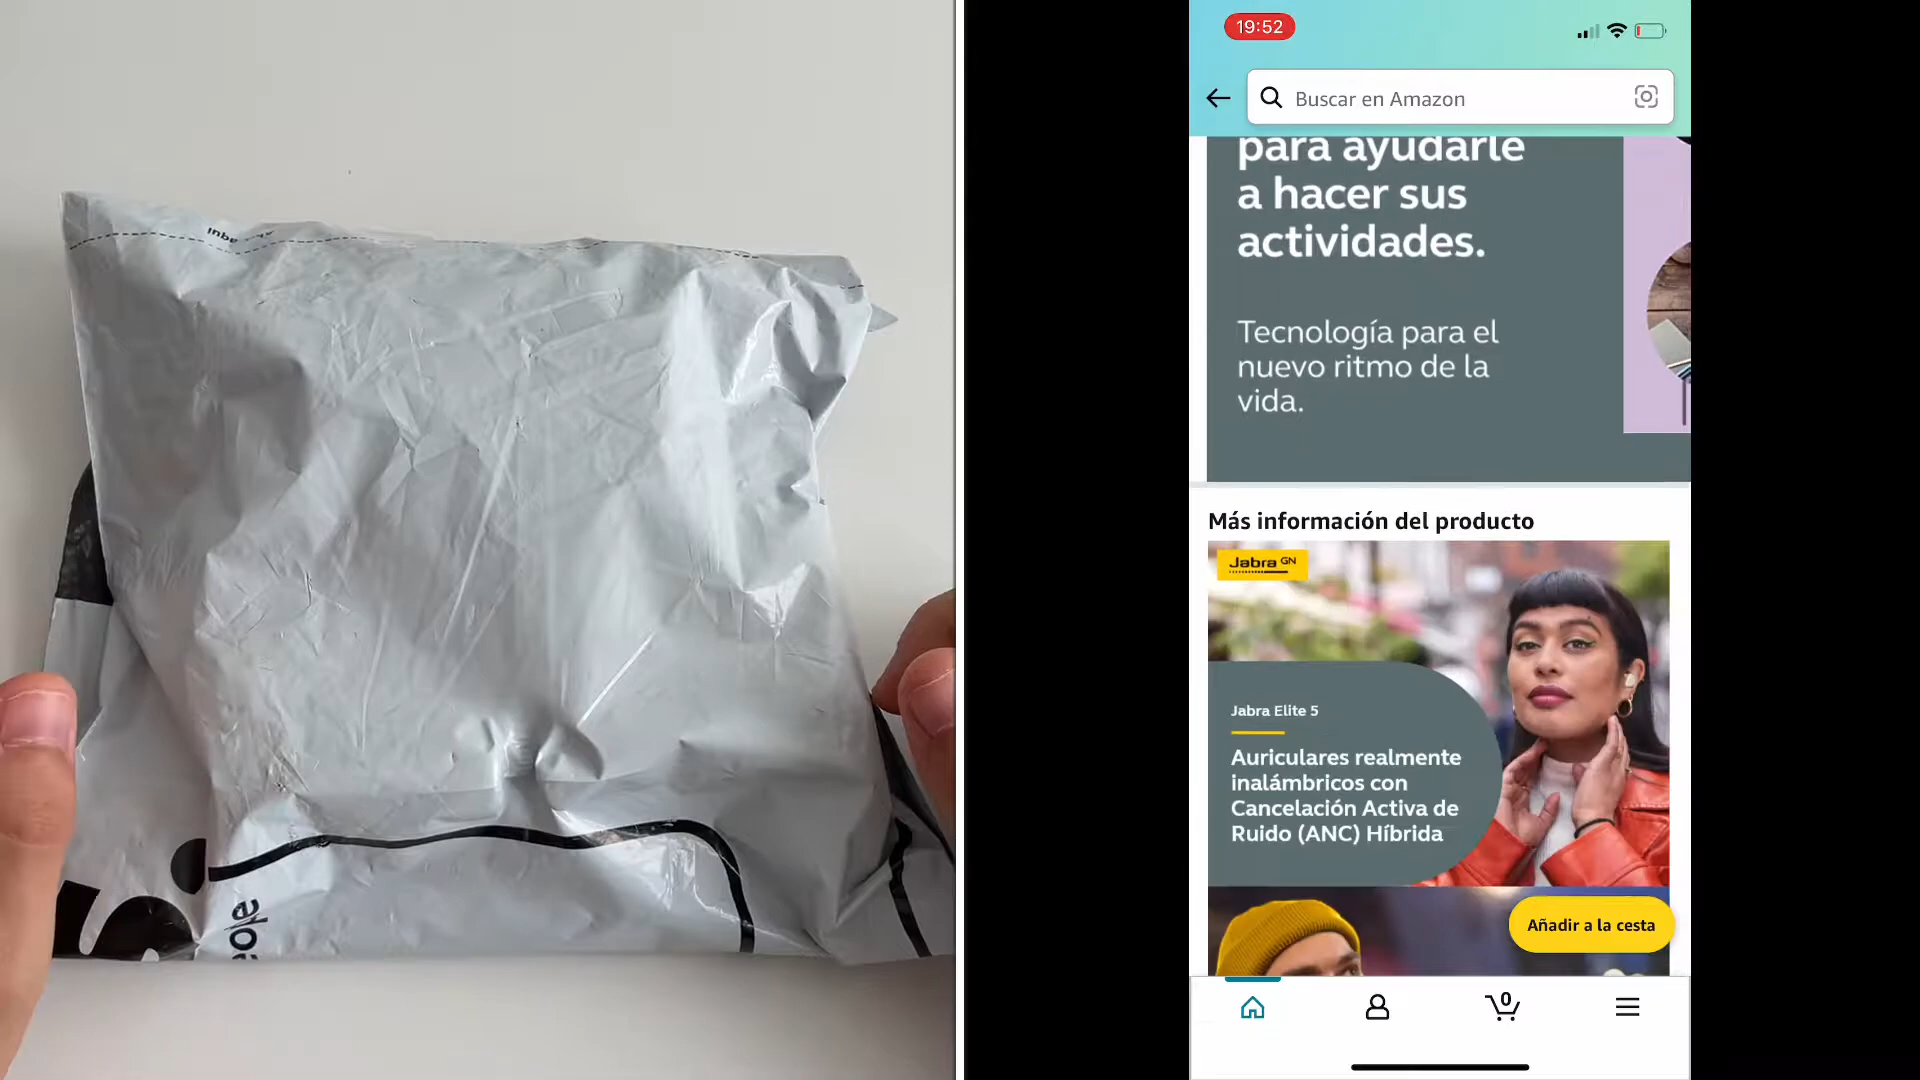 19:52
Buscar en Amazon
para ayudarle
a hacer sus
actividades.
Tecnología para el
nuevo ritmo de la
vida.
Más información del producto
Jabra GN
Jabra Elite 5
Auriculares realmente
inalámbricos con
Cancelación Activa de
Ruido (ANC) Híbrida
Añadir a la cesta
0